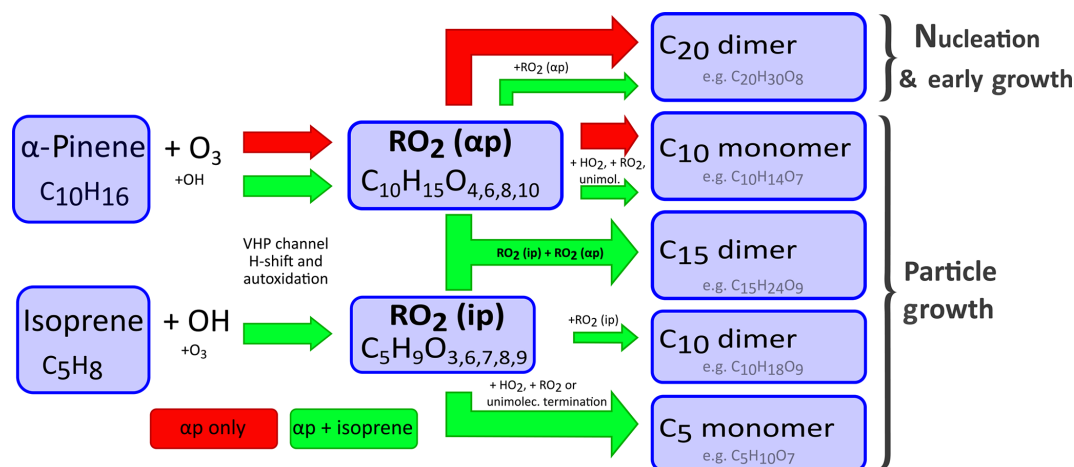 α-Pinene
C10H16
+ O3
+OH
RO2 (αp)
C10H15O4,6,8,10
+RO2 (αp)
C20 dimer
e.g. C20H30O8
Nucleation
& early growth
+ HO2, + RO2,
unimol.
C10 monomer
e.g. C10H14O7
VHP channel
H-shift and
autoxidation
RO2 (ip) + RO2 (αp)
C15 dimer
e.g. C15H24O9
Particle
growth
Isoprene
C5H8
+ OH
+O3
RO2 (ip)
C5H9O3,6,7,8,9
+RO2 (ip)
C10 dimer
e.g. C10H18O9
+ HO2, + RO2 or
unimolec. termination
C5 monomer
e.g. C5H10O7
αp only
αp + isoprene